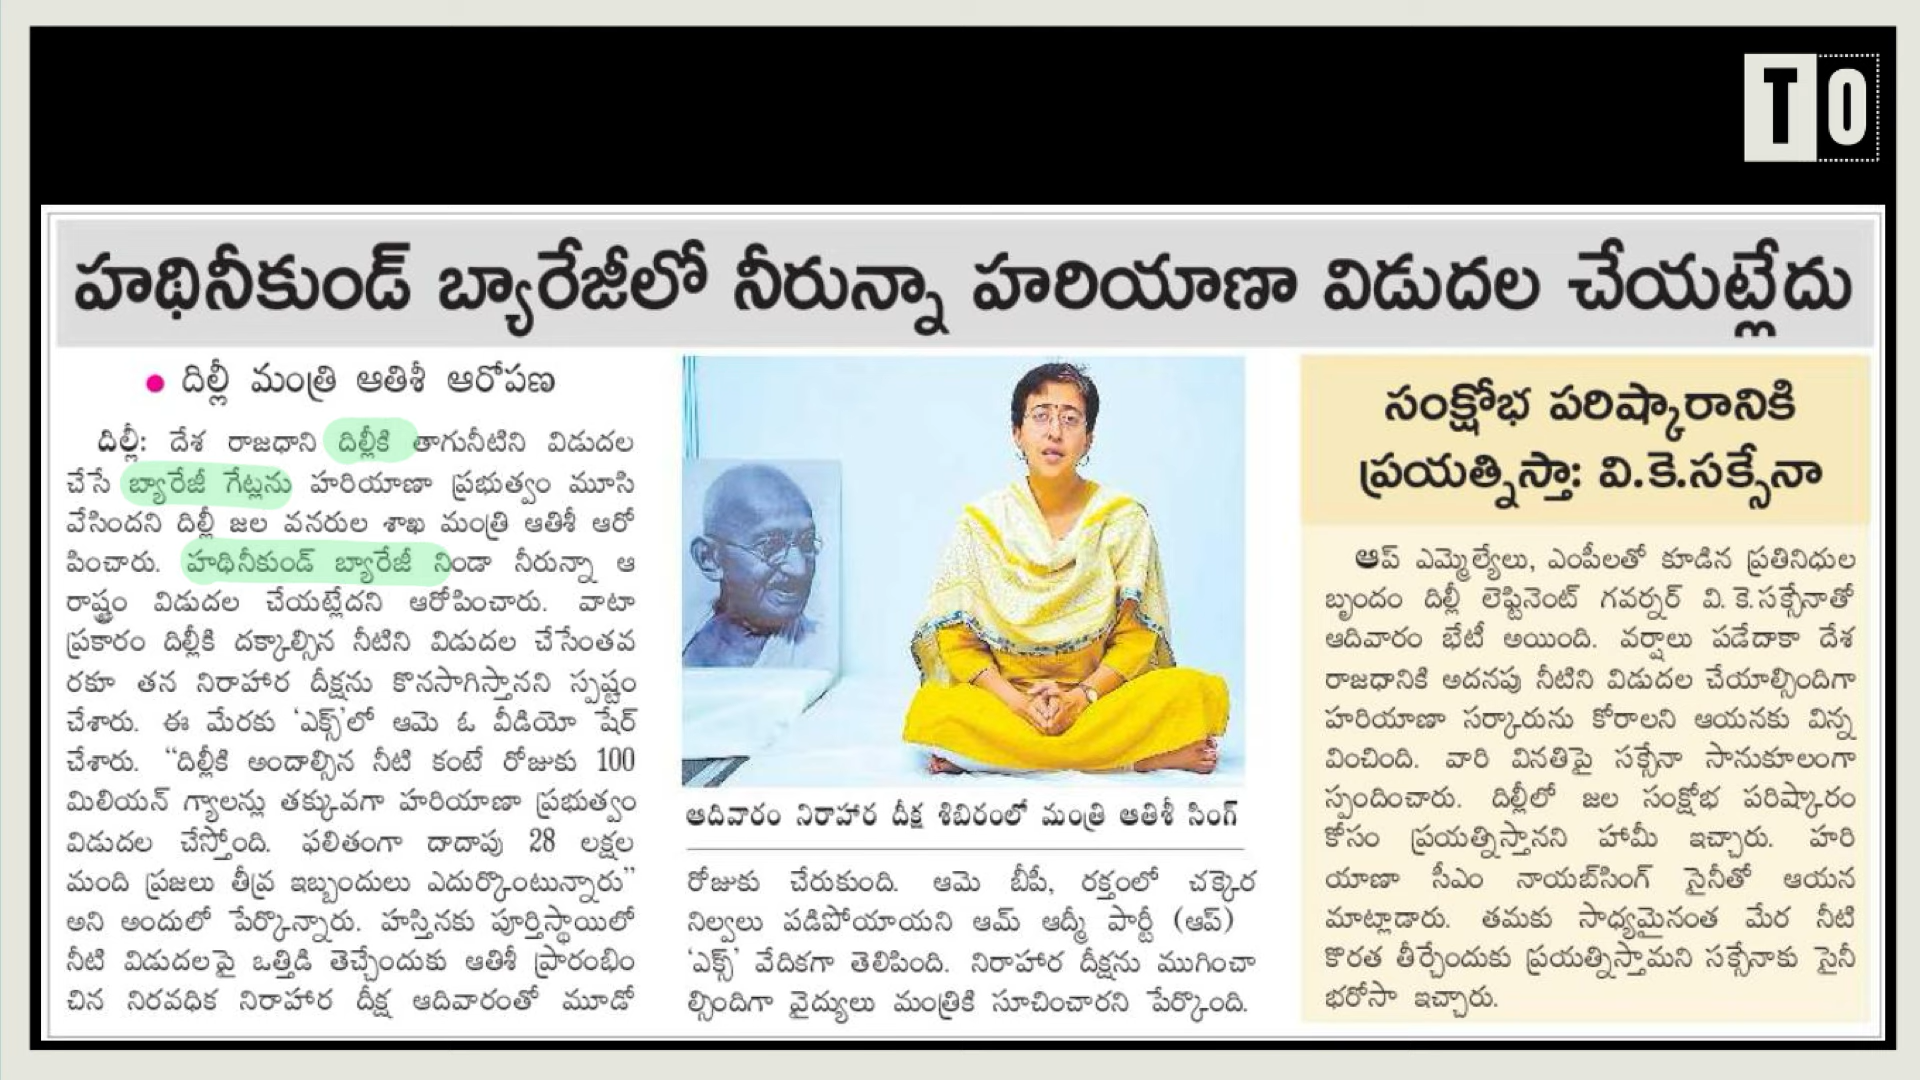 TO
హథినీకుండ్ బ్యారేజీలో నీరున్నా హరియాణా విడుదల చేయట్లేదు
● దిల్లీ మంత్రి ఆతిశీ ఆరోపణ
దిల్లీ: దేశ రాజధాని దిల్లీకి తాగునీటిని విడుదల
చేసే బ్యారేజీ గేట్లను హరియాణా ప్రభుత్వం మూసి
వేసిందని దిల్లీ జల వనరుల శాఖ మంత్రి ఆతిశీ ఆరో
పించారు. హథినీకుండ్ బ్యారేజీ నిండా నీరున్నా ఆ
రాష్ట్రం విడుదల చేయట్లేదని ఆరోపించారు. వాటా
ప్రకారం దిల్లీకి దక్కాల్సిన నీటిని విడుదల చేసేంతవ
రకూ తన నిరాహార దీక్షను కొనసాగిస్తానని స్పష్టం
చేశారు. ఈ మేరకు ‘ఎక్స్’లో ఆమె ఓ వీడియో షేర్
చేశారు. “దిల్లీకి అందాల్సిన నీటి కంటే రోజుకు 100
మిలియన్ గ్యాలన్లు తక్కువగా హరియాణా ప్రభుత్వం
విడుదల చేస్తోంది. ఫలితంగా దాదాపు 28 లక్షల
మంది ప్రజలు తీవ్ర ఇబ్బందులు ఎదుర్కొంటున్నారు”
అని అందులో పేర్కొన్నారు. హస్తినకు పూర్తిస్థాయిలో
నీటి విడుదలపై ఒత్తిడి తెచ్చేందుకు ఆతిశీ ప్రారంభిం
చిన నిరవధిక నిరాహార దీక్ష ఆదివారంతో మూడో
ఆదివారం నిరాహార దీక్ష శిబిరంలో మంత్రి ఆతిశీ సింగ్
రోజుకు చేరుకుంది. ఆమె బీపీ, రక్తంలో చక్కెర
నిల్వలు పడిపోయాయని ఆమ్ ఆద్మీ పార్టీ (ఆప్)
‘ఎక్స్’ వేదికగా తెలిపింది. నిరాహార దీక్షను ముగించా
ల్సిందిగా వైద్యులు మంత్రికి సూచించారని పేర్కొంది.
సంక్షోభ పరిష్కారానికి
ప్రయత్నిస్తా: వి.కె.సక్సేనా
ఆప్ ఎమ్మెల్యేలు, ఎంపీలతో కూడిన ప్రతినిధుల
బృందం దిల్లీ లెఫ్టినెంట్ గవర్నర్ వి.కె.సక్సేనాతో
ఆదివారం భేటీ అయింది. వర్షాలు పడేదాకా దేశ
రాజధానికి అదనపు నీటిని విడుదల చేయాల్సిందిగా
హరియాణా సర్కారును కోరాలని ఆయనకు విన్న
వించింది. వారి వినతిపై సక్సేనా సానుకూలంగా
స్పందించారు. దిల్లీలో జల సంక్షోభ పరిష్కారం
కోసం ప్రయత్నిస్తానని హామీ ఇచ్చారు. హరి
యాణా సీఎం నాయబ్‌సింగ్ సైనీతో ఆయన
మాట్లాడారు. తమకు సాధ్యమైనంత మేర నీటి
కొరత తీర్చేందుకు ప్రయత్నిస్తామని సక్సేనాకు సైనీ
భరోసా ఇచ్చారు.